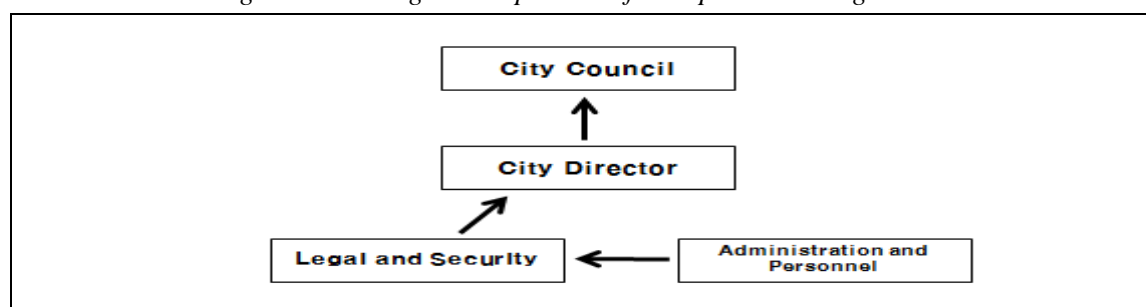 City Council
City Director
Legal and Security
Administration and
Personnel